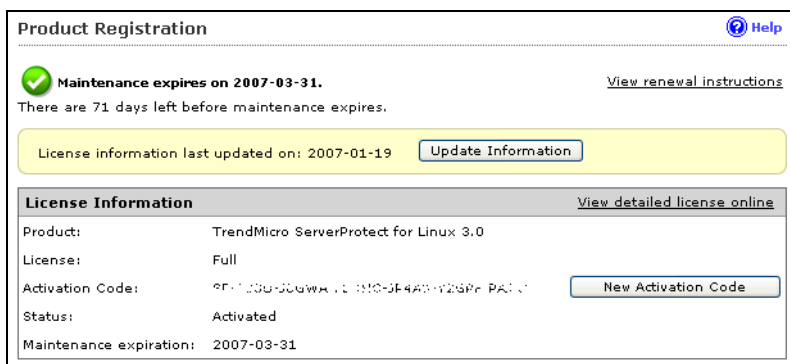 Product Registration
Help
Maintenance expires on 2007-03-31.
View renewal instructions
There are 71 days left before maintenance expires.
License information last updated on: 2007-01-19
Update Information
License Information
View detailed license online
Product: TrendMicro ServerProtect for Linux 3.0
License: Full
Activation Code:
New Activation Code
Status: Activated
Maintenance expiration: 2007-03-31